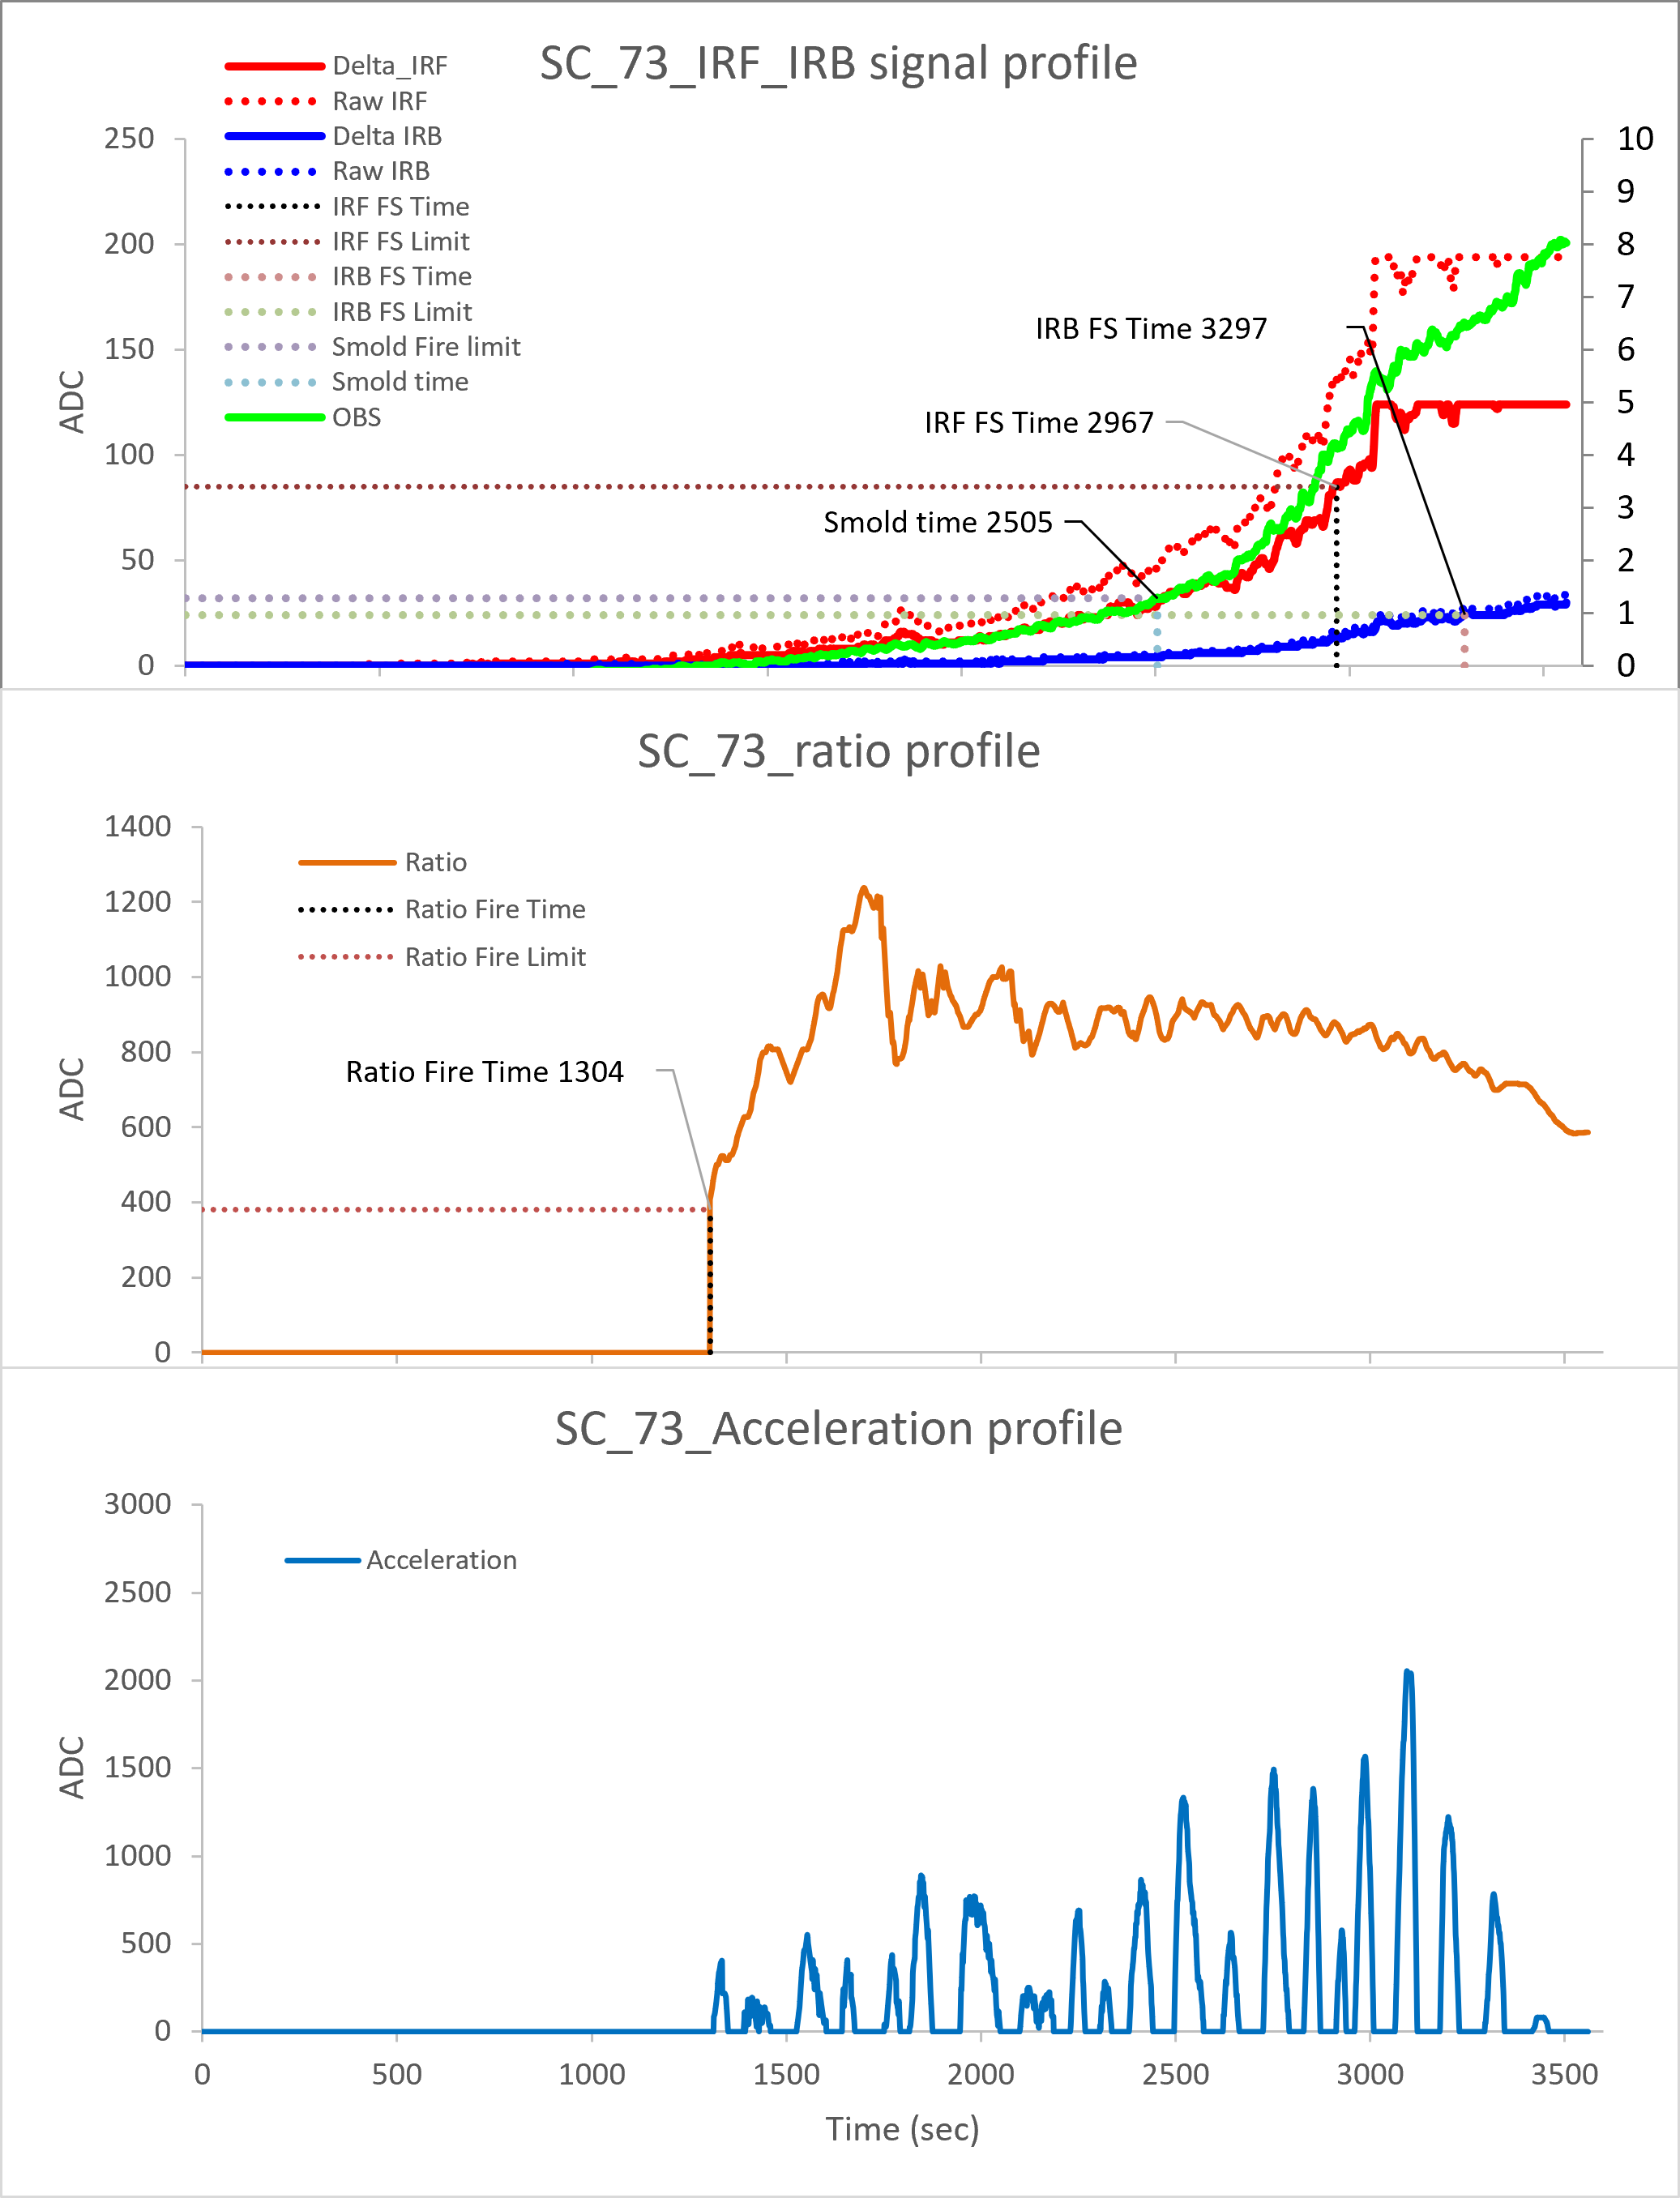 SC_73_IRF_IRB signal profile
Delta_IRF
Raw IRF
Delta IRB
Raw IRB
IRF FS Time
IRF FS Limit
IRB FS Time
IRB FS Limit
Smold Fire limit
Smold time
OBS
250
200
150
100
50
0
ADC
10
9
8
7
6
5
4
3
2
1
0
IRB FS Time 3297
IRF FS Time 2967
Smold time 2505
SC_73_ratio profile
1400
1200
1000
800
600
400
200
0
ADC
Ratio
Ratio Fire Time
Ratio Fire Limit
Ratio Fire Time 1304
SC_73_Acceleration profile
3000
2500
2000
1500
1000
500
0
ADC
Acceleration
0 500 1000 1500 2000 2500 3000 3500
Time (sec)